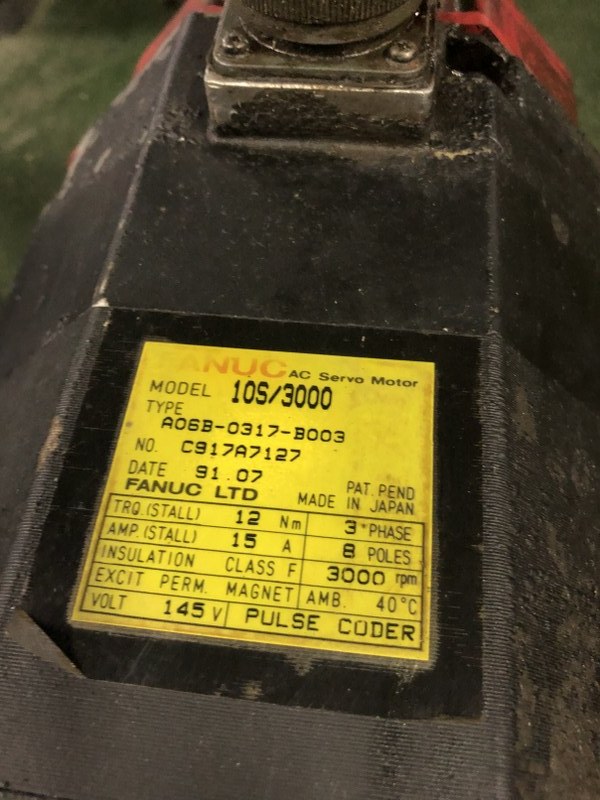 FANUC AC Servo Motor
MODEL 10S/3000
TYPE
A06B-0317-B003
NO. C917A7127
DATE 91.07
FANUC LTD
PAT. PEND
MADE IN JAPAN
TRQ.(STALL) 12 Nm 3~PHASE
AMP.(STALL) 15 A 8 POLES
INSULATION CLASS F 3000 rpm
EXCIT PERM. MAGNET AMB. 40°C
VOLT 145 V PULSE CODER